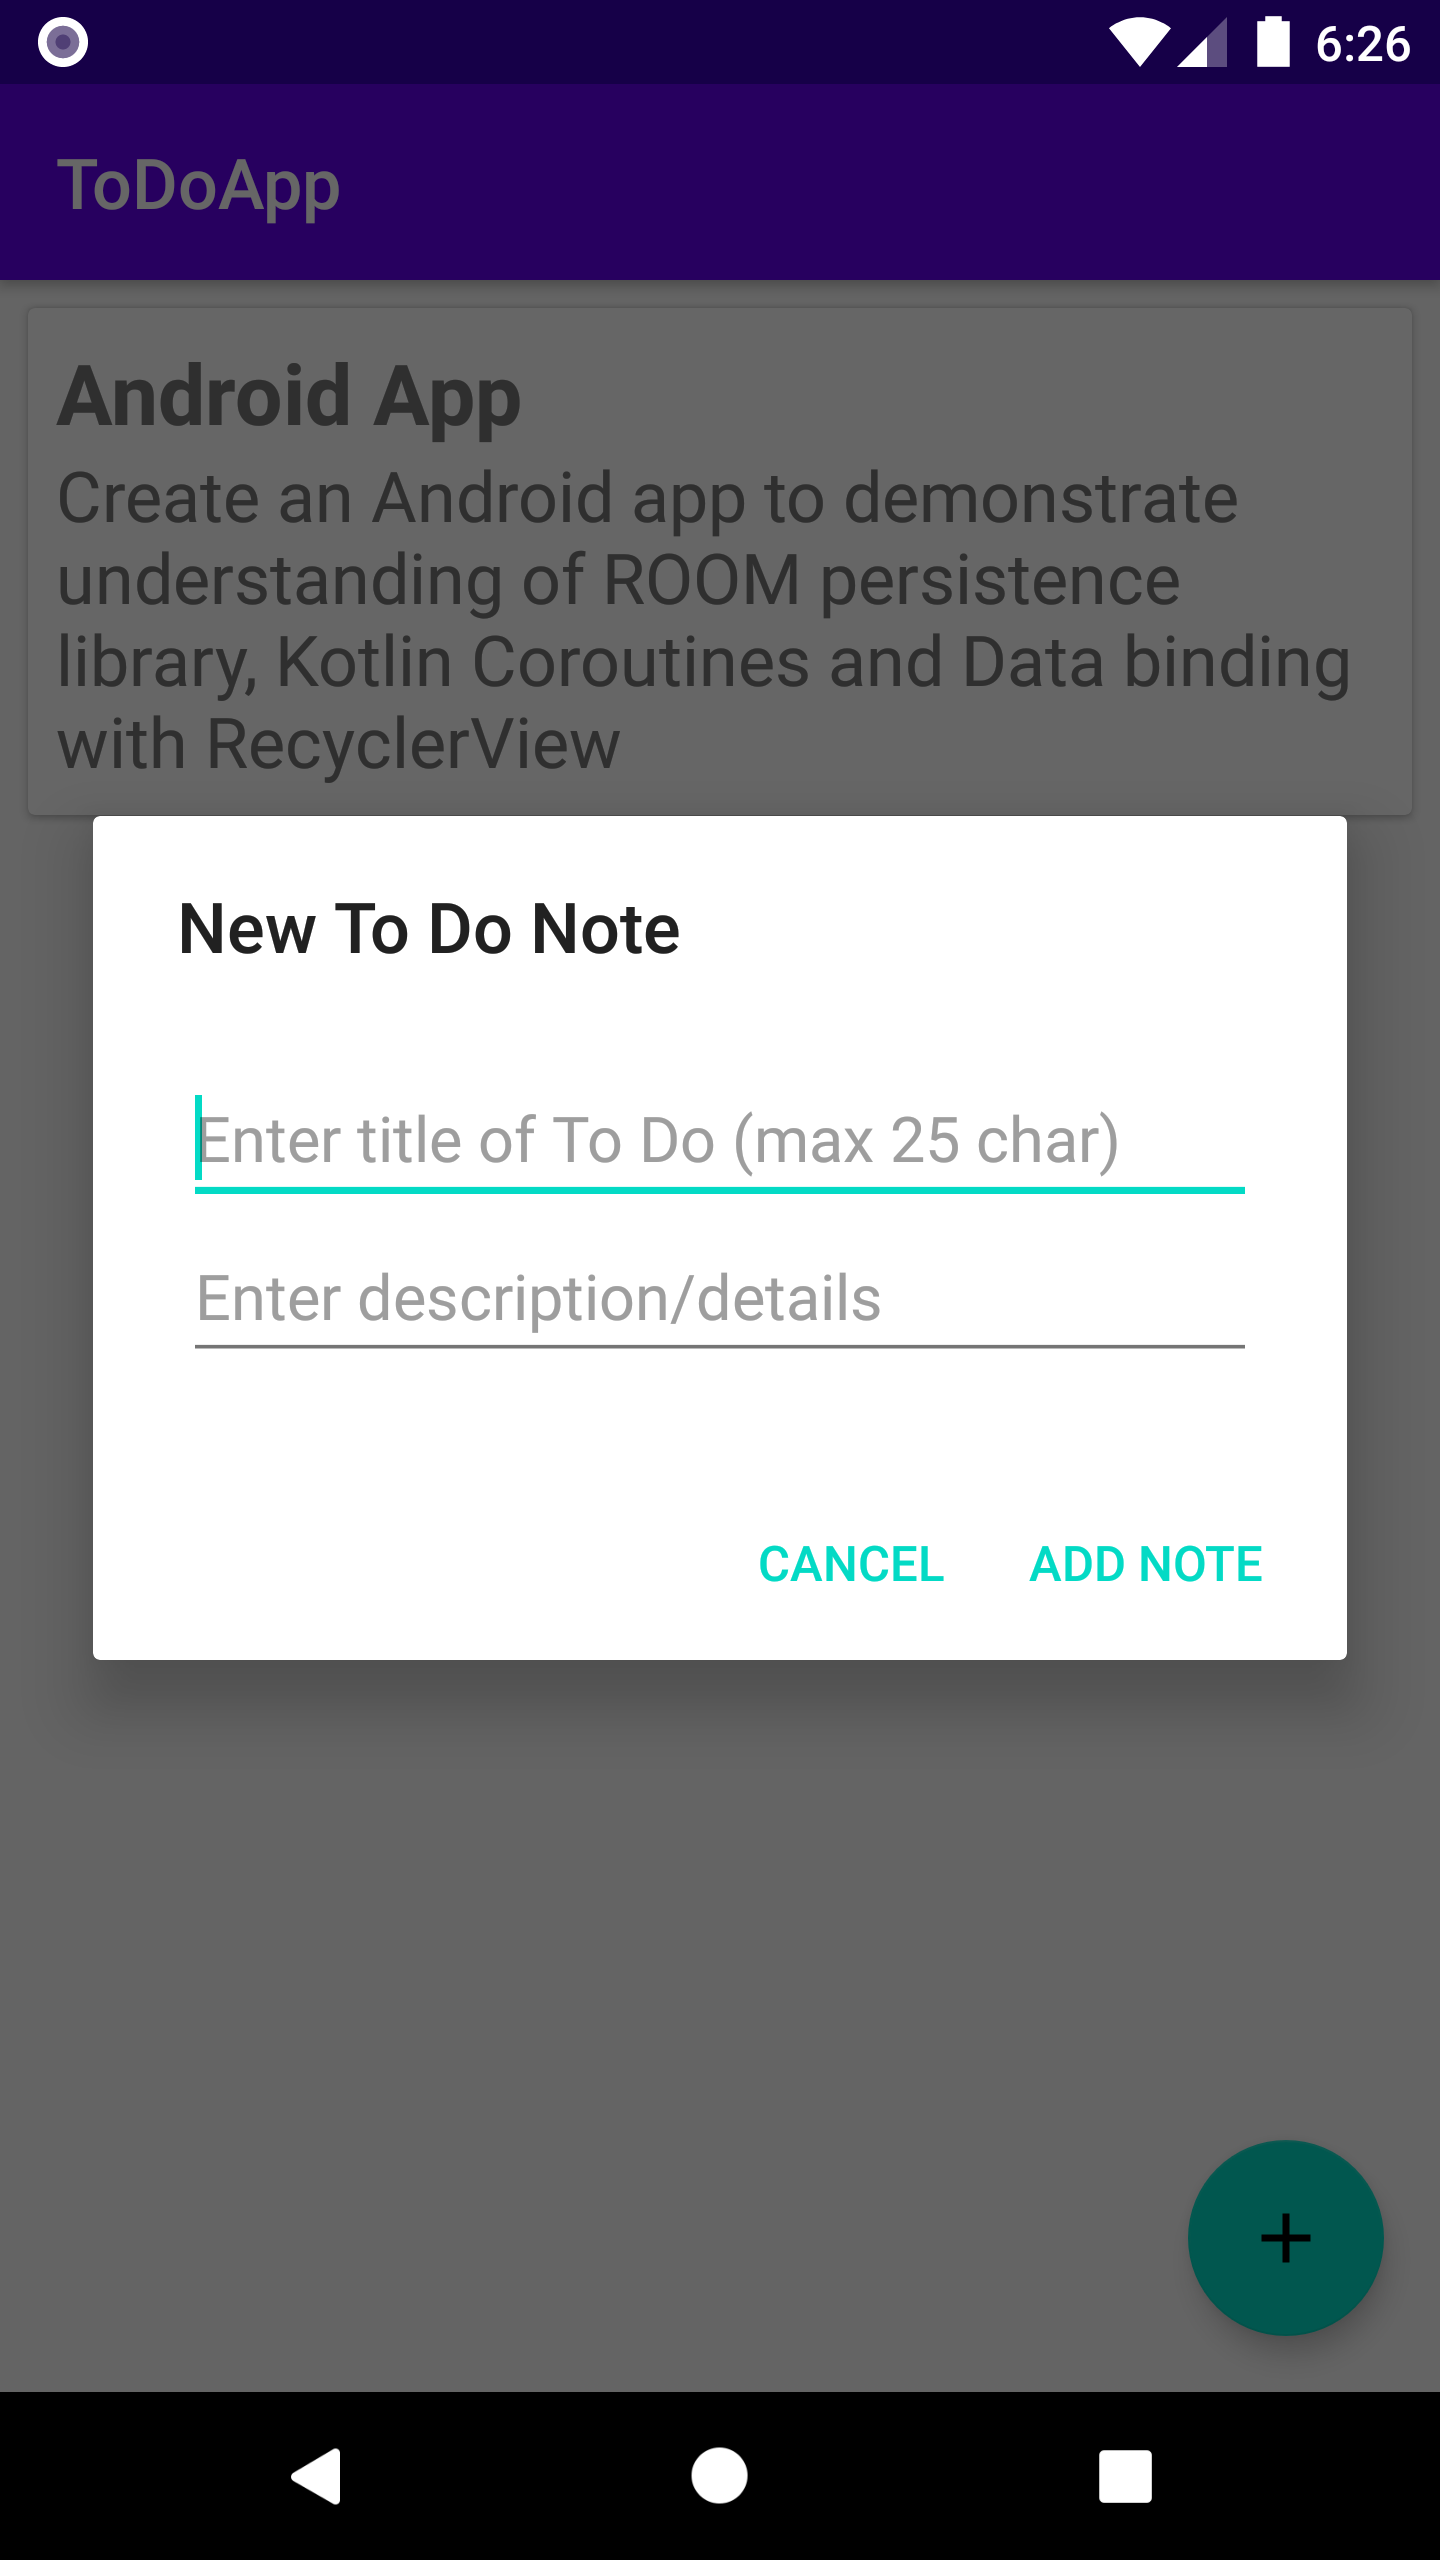 6:26
ToDoApp
Android App
Create an Android app to demonstrate
understanding of ROOM persistence
library, Kotlin Coroutines and Data binding
with RecyclerView
New To Do Note
Enter title of To Do (max 25 char)
Enter description/details
CANCEL ADD NOTE